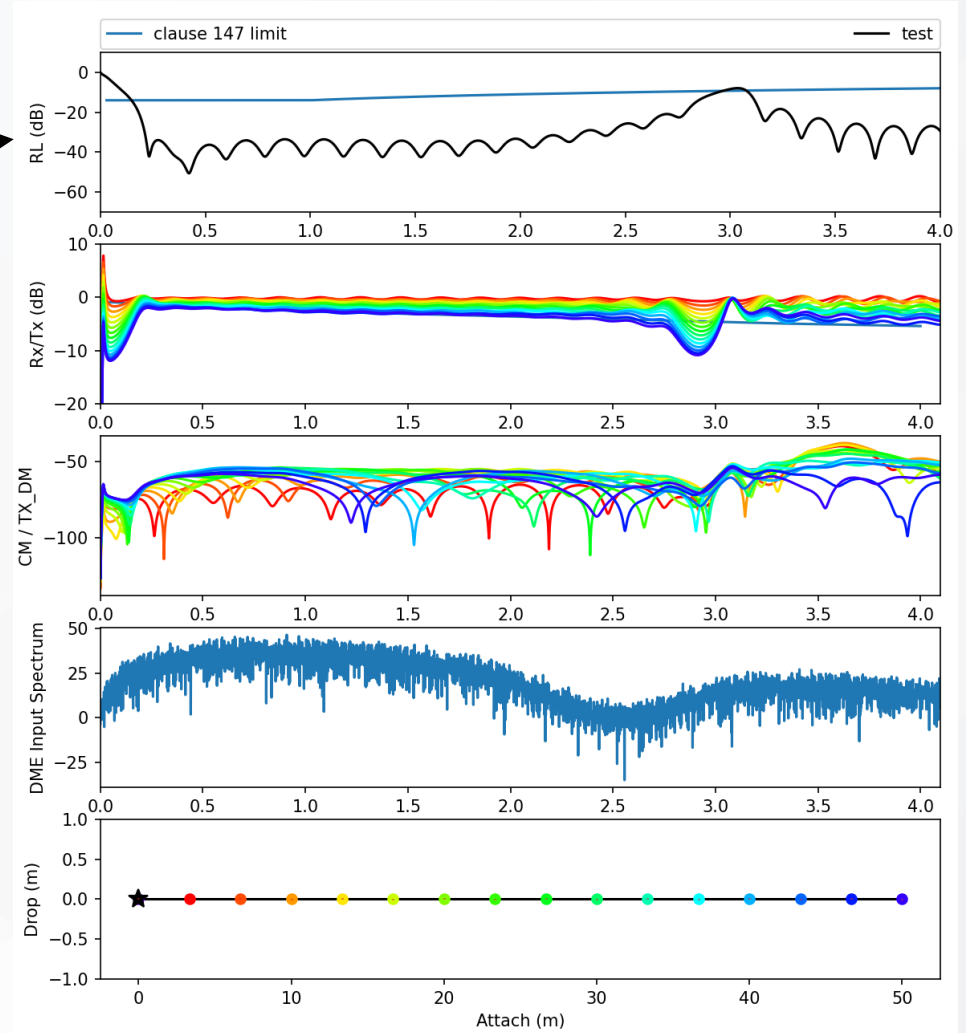 clause 147 limit test
RL (dB)
0
−20
−40
−60
0.0 0.5 1.0 1.5 2.0 2.5 3.0 3.5 4.0
Rx/Tx (dB)
10
0
−10
−20
0.0 0.5 1.0 1.5 2.0 2.5 3.0 3.5 4.0
CM / TX_DM
−50
−100
0.0 0.5 1.0 1.5 2.0 2.5 3.0 3.5 4.0
DME Input Spectrum
50
25
0
−25
0.0 0.5 1.0 1.5 2.0 2.5 3.0 3.5 4.0
Drop (m)
1.0
0.5
0.0
−0.5
−1.0
0 10 20 30 40 50
Attach (m)